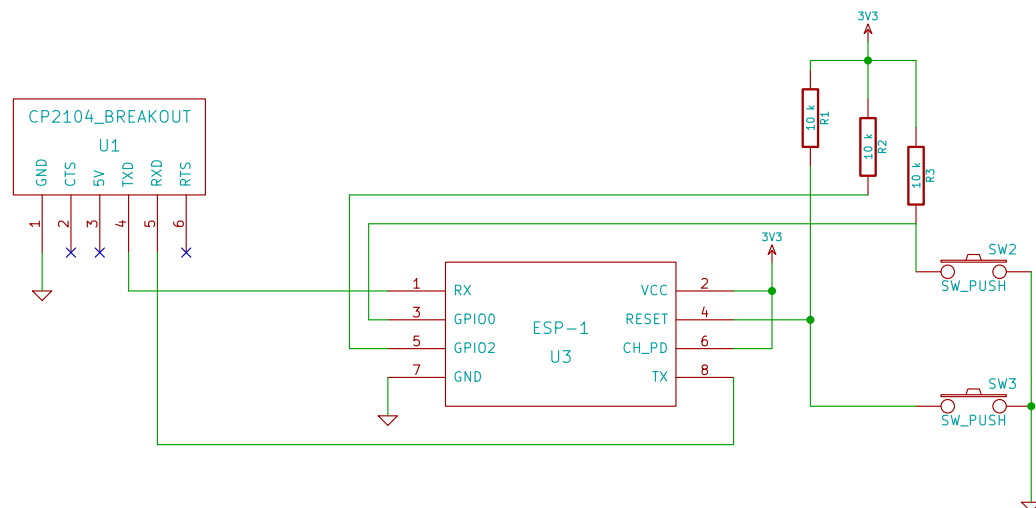 3V3
CP2104_BREAKOUT
U1
GND CTS 5V TXD RXD RTS
1 2 3 4 5 6
10 k R1
10 k R2
10 k R3
3V3
SW2
SW_PUSH
1 RX VCC 2
3 GPIO0 RESET 4
ESP-1
5 GPIO2 CH_PD 6
U3
7 GND TX 8
SW3
SW_PUSH